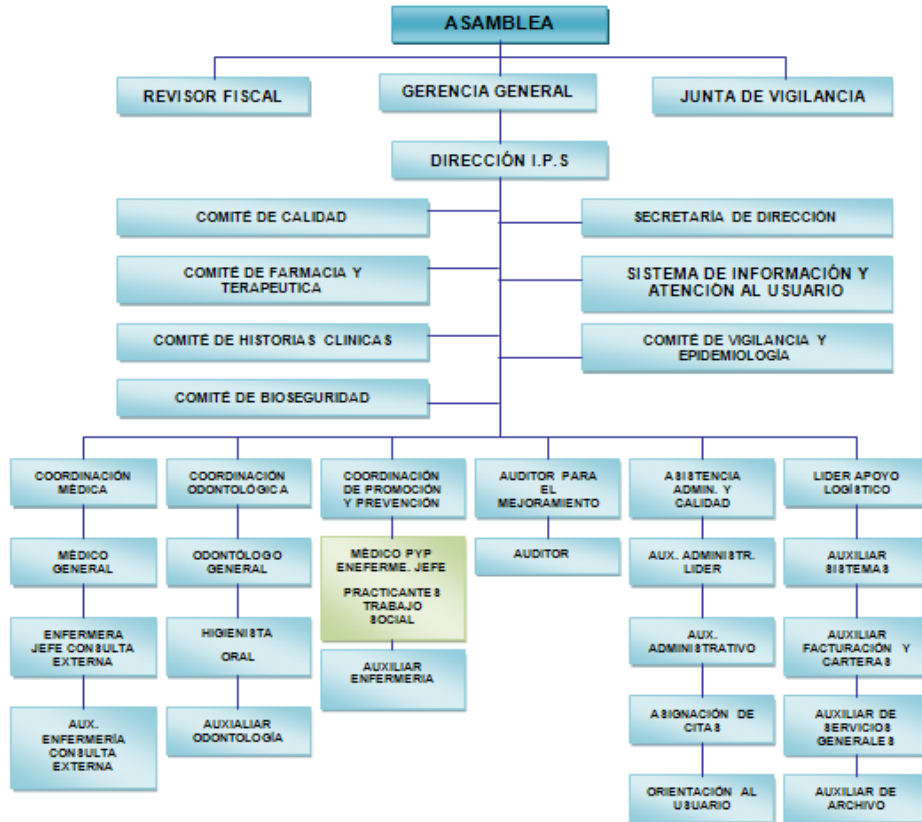 ASAMBLEA
REVISOR FISCAL
GERENCIA GENERAL
JUNTA DE VIGILANCIA
DIRECCIÓN I.P.S
COMITÉ DE CALIDAD
SECRETARÍA DE DIRECCIÓN
COMITÉ DE FARMACIA Y
TERAPEUTICA
SISTEMA DE INFORMACIÓN Y
ATENCIÓN AL USUARIO
COMITÉ DE HISTORIAS CLINICAS
COMITÉ DE VIGILANCIA Y
EPIDEMIOLOGÍA
COMITÉ DE BIOSEGURIDAD
COORDINACIÓN
MÉDICA
COORDINACIÓN
ODONTOLÓGICA
COORDINACIÓN
DE PROMOCIÓN
Y PREVENCIÓN
AUDITOR PARA
EL
MEJORAMIENTO
ASISTENCIA
ADMIN. Y
CALIDAD
LIDER APOYO
LOGÍSTICO
MÉDICO
GENERAL
ODONTÓLOGO
GENERAL
MÉDICO PYP
ENEFERME. JEFE
PRACTICANTES
TRABAJO
SOCIAL
AUDITOR
AUX. ADMINISTR.
LIDER
AUXILIAR
SISTEMAS
ENFERMERA
JEFE CONSULTA
EXTERNA
HIGIENISTA
ORAL
AUXILIAR
ENFERMERIA
AUX.
ADMINISTRATIVO
AUXILIAR
FACTURACIÓN Y
CARTERAS
AUX.
ENFERMERÍA
CONSULTA
EXTERNA
AUXIALIAR
ODONTOLOGÍA
ASIGNACIÓN DE
CITAS
AUXILIAR DE
SERVICIOS
GENERALES
ORIENTACIÓN AL
USUARIO
AUXILIAR DE
ARCHIVO